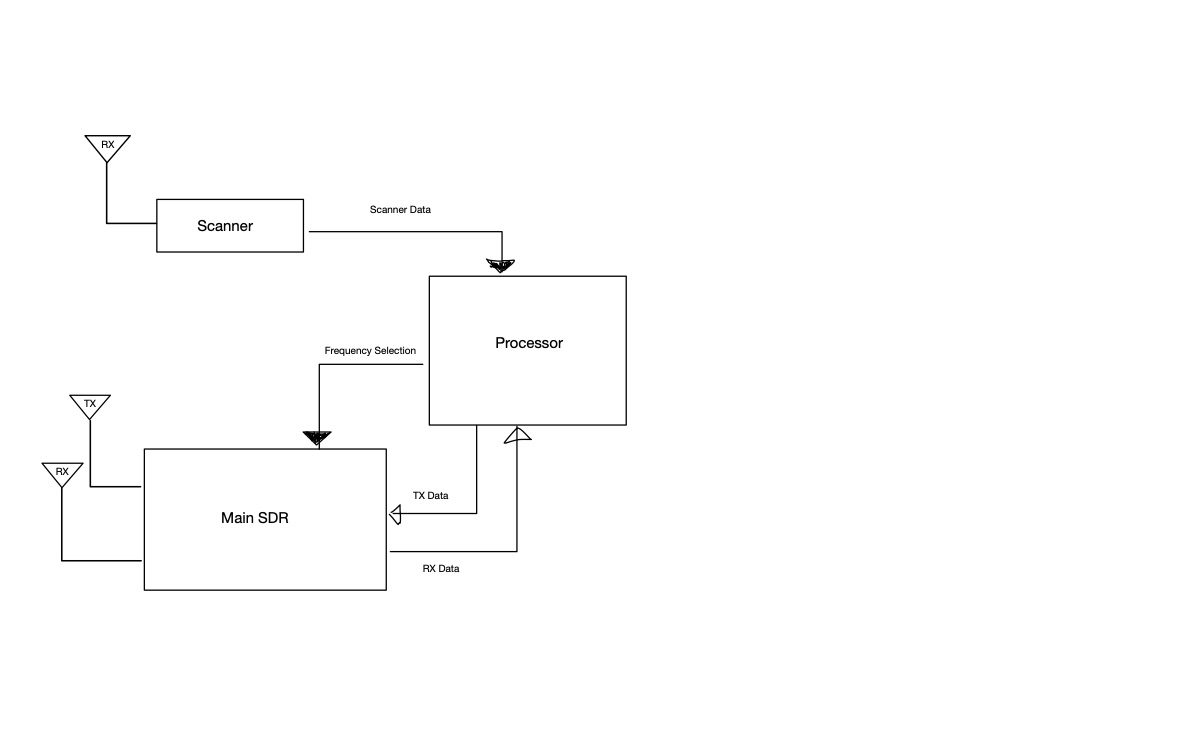 RX
Scanner
Scanner Data
Processor
Frequency Selection
TX
RX
Main SDR
TX Data
RX Data